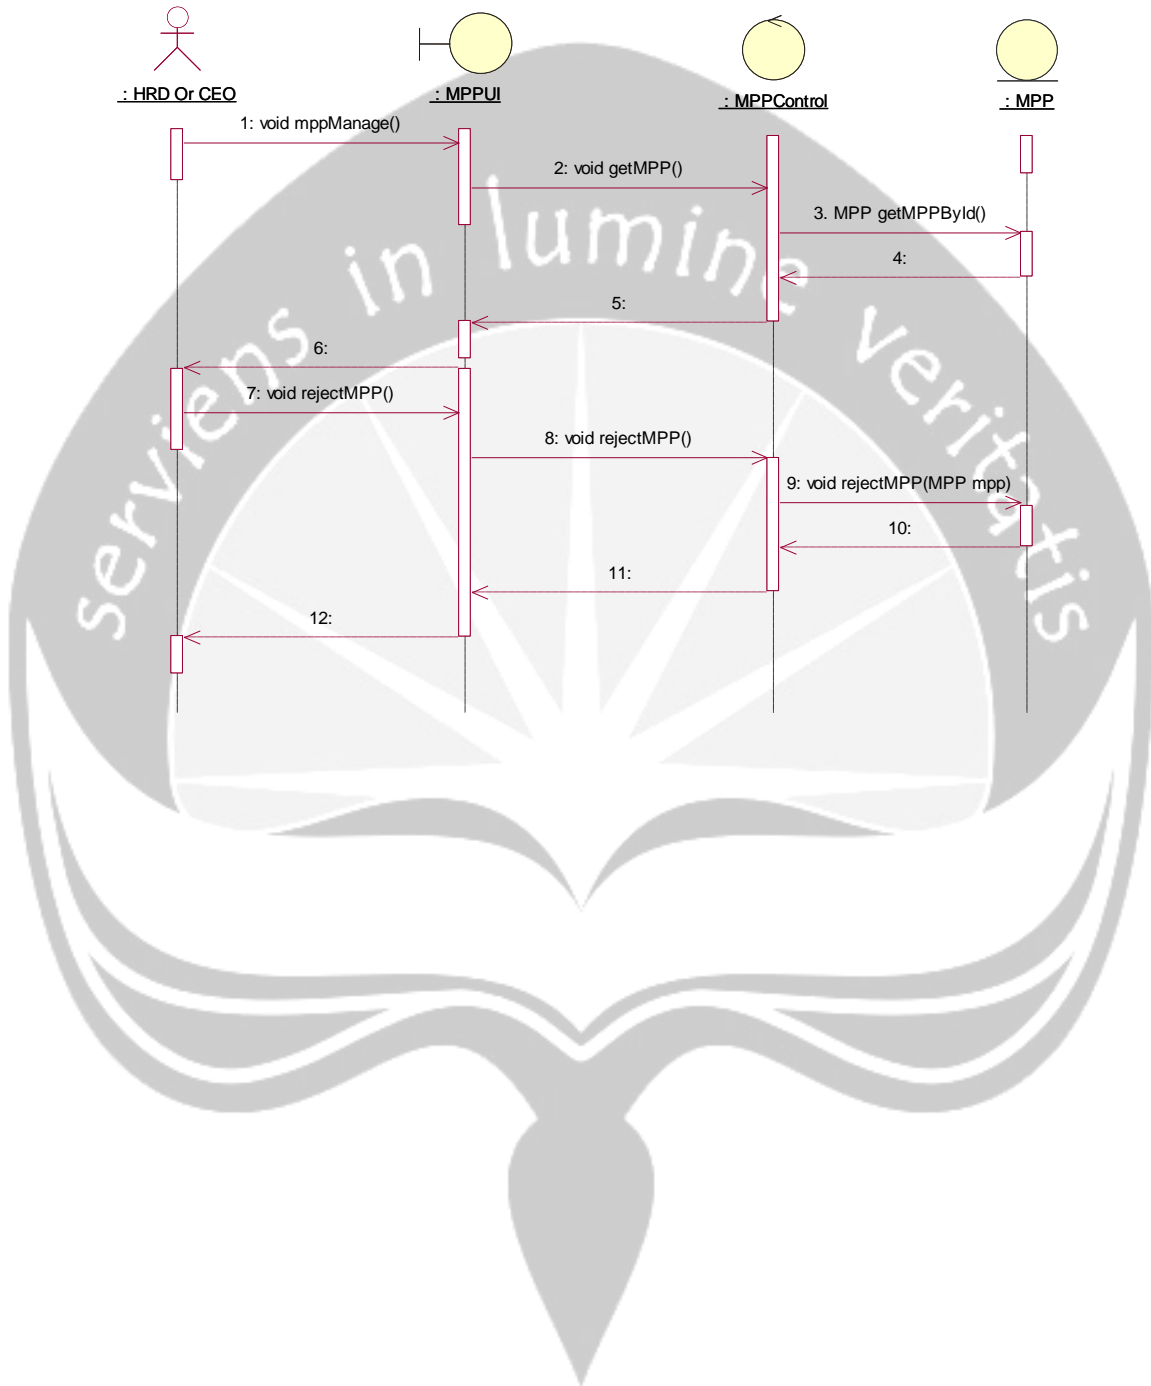 : HRD Or CEO
: MPPUI
: MPPControl
: MPP
1: void mppManage()
2: void getMPP()
3. MPP getMPPById()
4:
5:
6:
7: void rejectMPP()
8: void rejectMPP()
9: void rejectMPP(MPP mpp)
10:
11:
12:
serviens in lumine veritatis